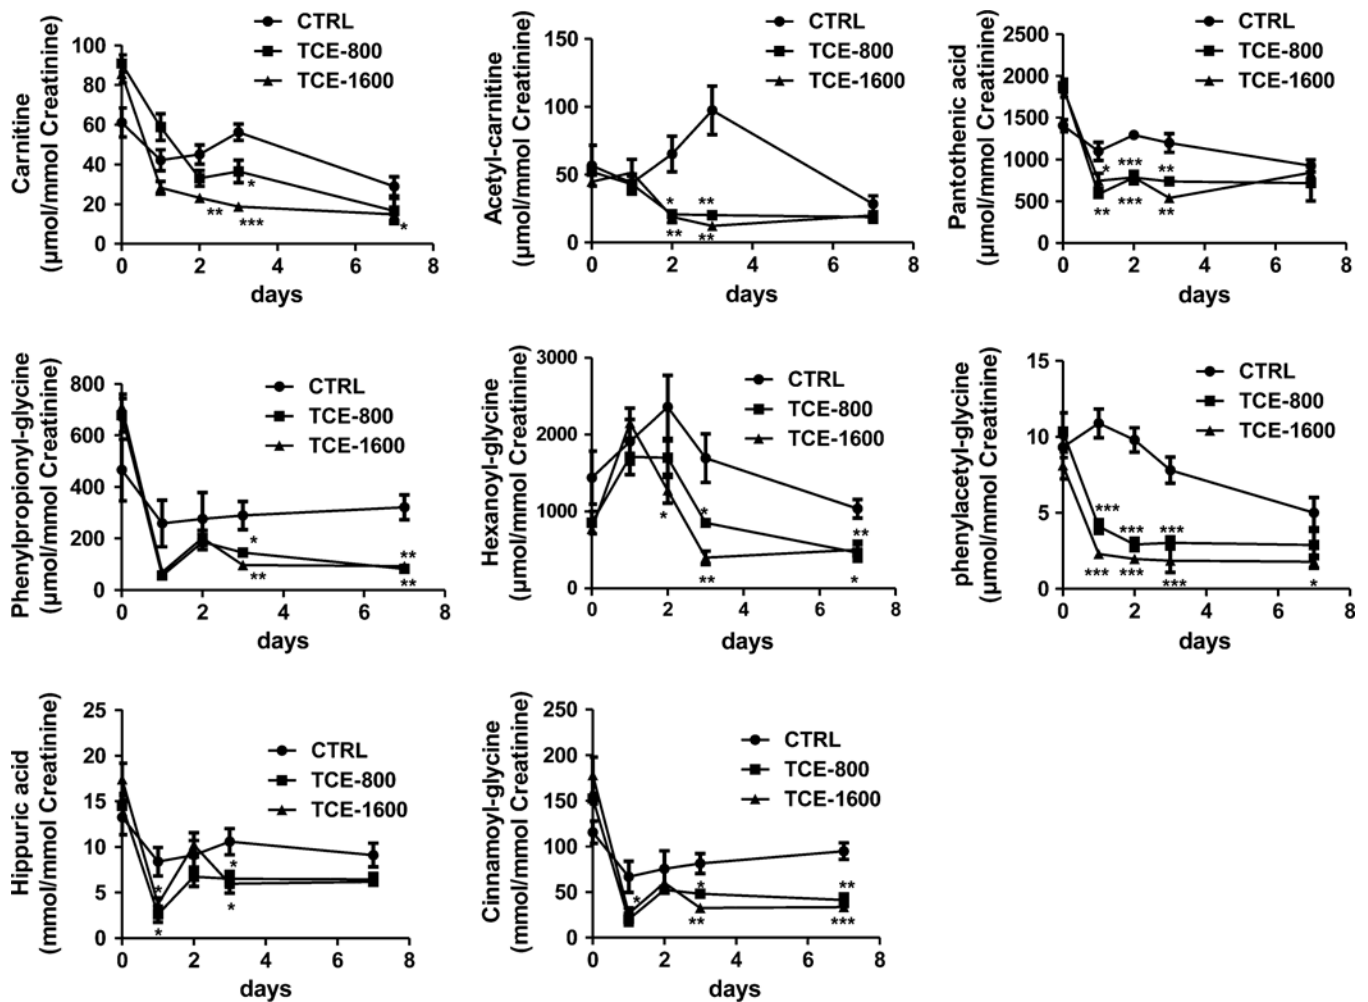 CTRL
TCE-800
TCE-1600
Carnitine
(µmol/mmol Creatinine)
100
80
60
40
20
0
*
**
***
*
0 2 4 6 8
days
CTRL
TCE-800
TCE-1600
Acetyl-carnitine
(µmol/mmol Creatinine)
150
100
50
0
* **
** **
0 2 4 6 8
days
CTRL
TCE-800
TCE-1600
Pantothenic acid
(µmol/mmol Creatinine)
2500
2000
1500
1000
500
0
* *** **
** *** **
0 2 4 6 8
days
CTRL
TCE-800
TCE-1600
Phenylpropionyl-glycine
(µmol/mmol Creatinine)
800
600
400
200
0
* **
** **
0 2 4 6 8
days
CTRL
TCE-800
TCE-1600
Hexanoyl-glycine
(µmol/mmol Creatinine)
3000
2000
1000
0
* * **
** *
0 2 4 6 8
days
CTRL
TCE-800
TCE-1600
phenylacetyl-glycine
(µmol/mmol Creatinine)
15
10
5
0
*** *** ***
*** *** *** *
0 2 4 6 8
days
CTRL
TCE-800
TCE-1600
Hippuric acid
(mmol/mmol Creatinine)
25
20
15
10
5
0
* *
* *
0 2 4 6 8
days
CTRL
TCE-800
TCE-1600
Cinnamoyl-glycine
(mmol/mmol Creatinine)
250
200
150
100
50
0
* * **
** ***
0 2 4 6 8
days